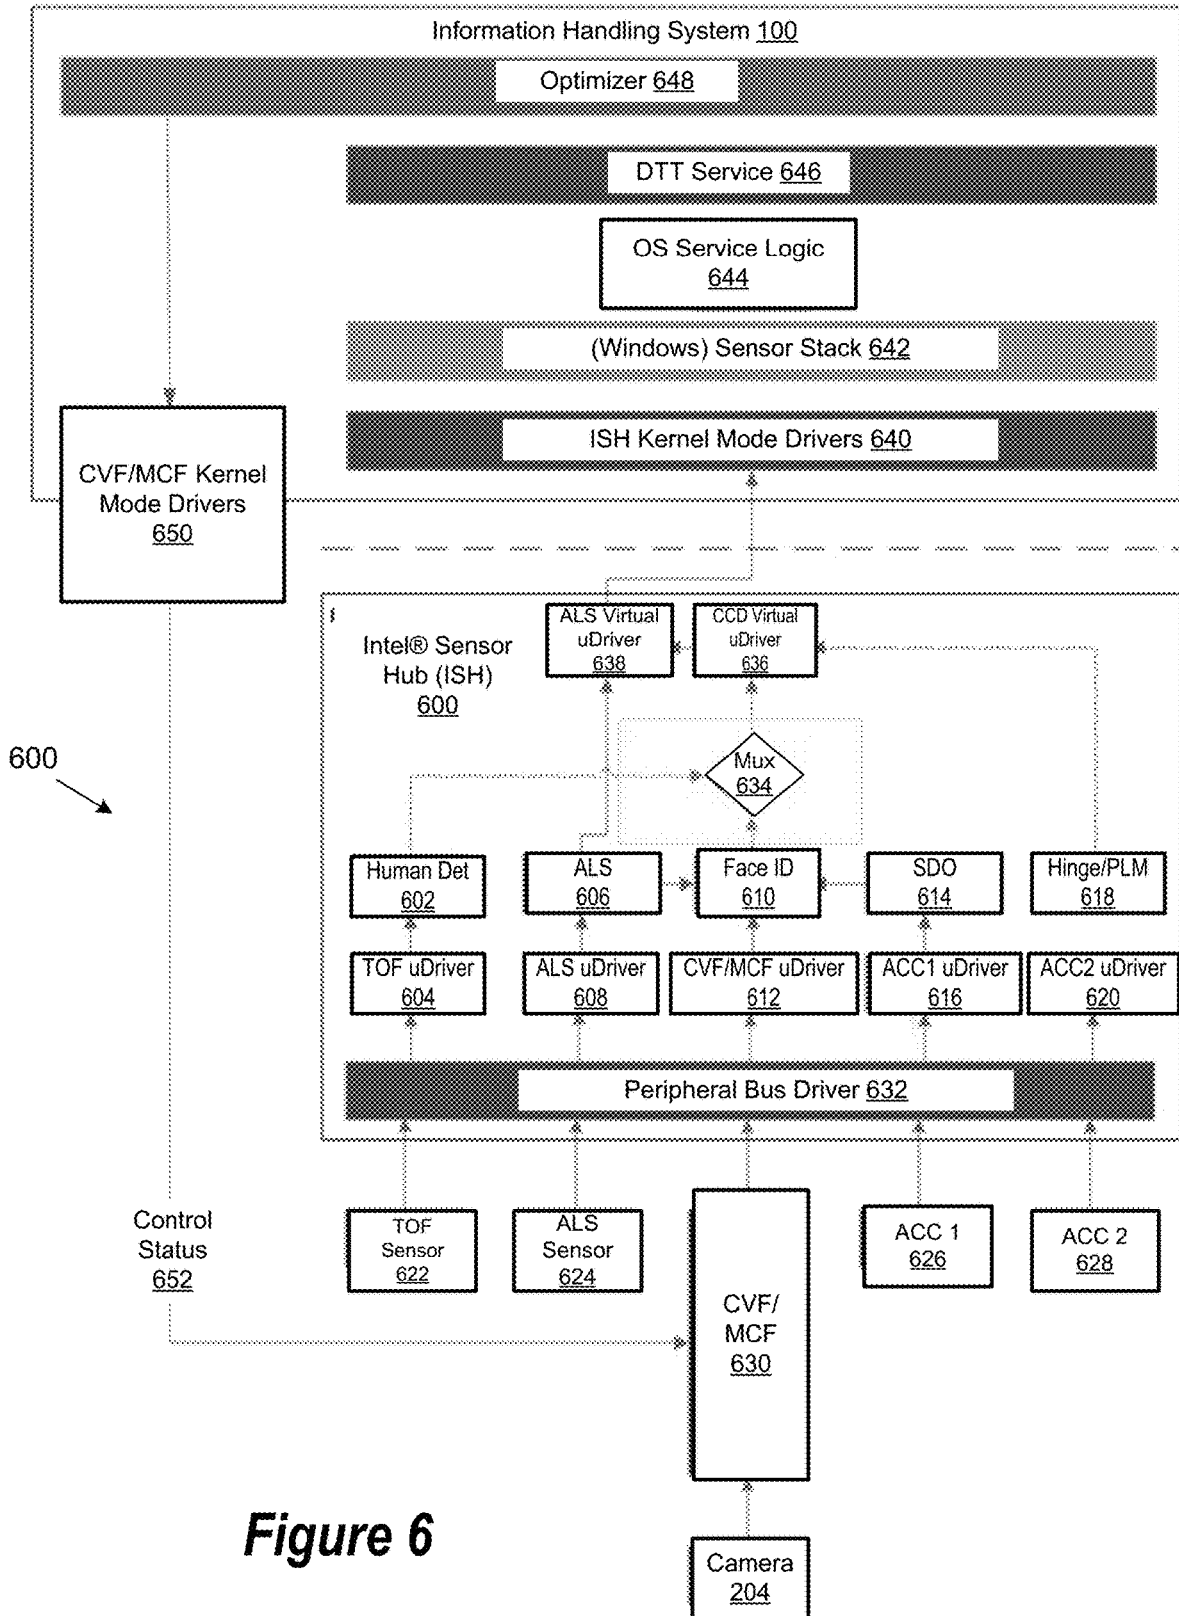 Information Handling System 100
Optimizer 648
DTT Service 646
OS Service Logic
644
(Windows) Sensor Stack 642
ISH Kernel Mode Drivers 640
CVF/MCF Kernel
Mode Drivers
650
Intel® Sensor
Hub (ISH)
600
ALS Virtual
uDriver
638
CCD Virtual
uDriver
636
600
Mux
634
Human Det
602
ALS
606
Face ID
610
SDO
614
Hinge/PLM
618
TOF uDriver
604
ALS uDriver
608
CVF/MCF uDriver
612
ACC1 uDriver
616
ACC2 uDriver
620
Peripheral Bus Driver 632
Control
Status
652
TOF
Sensor
622
ALS
Sensor
624
CVF/
MCF
630
ACC 1
626
ACC 2
628
Camera
204
Figure 6